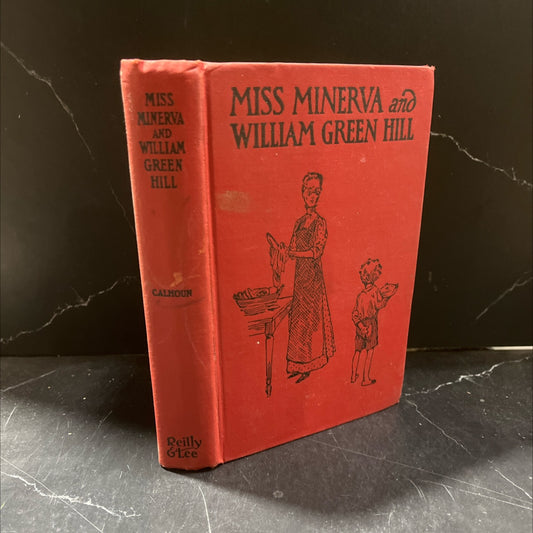 MISS
MINERVA
AND
WILLIAM
GREEN
HILL
CALHOUN
Reilly
& Lee
MISS MINERVA and
WILLIAM GREEN HILL